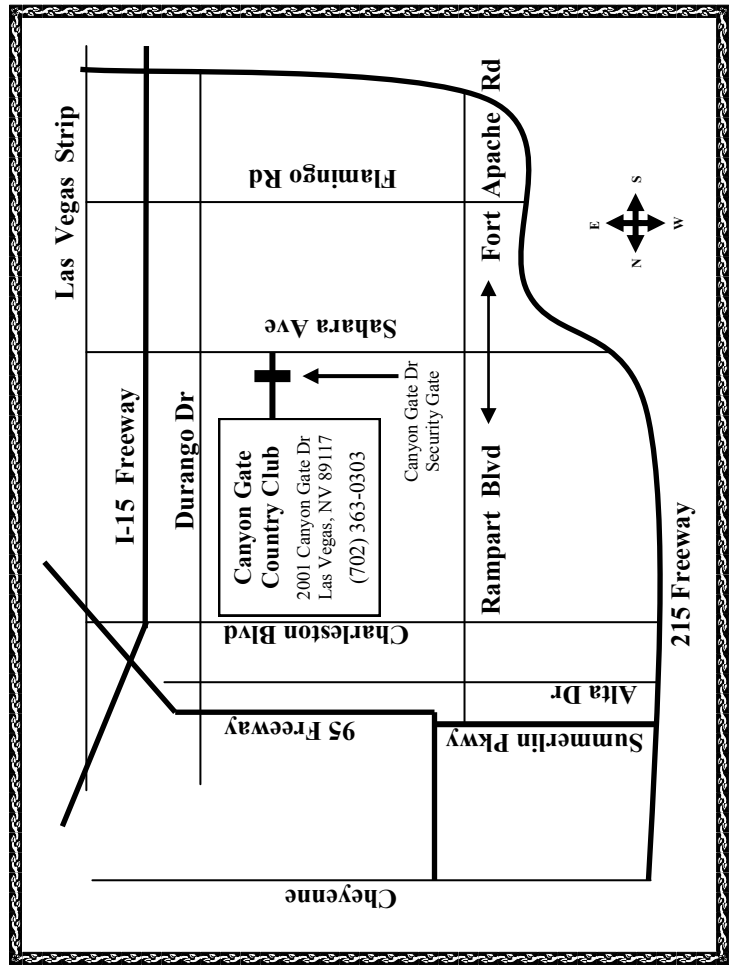 Las Vegas Strip
I-15 Freeway
Durango Dr
Flamingo Rd
Sahara Ave
Canyon Gate
Country Club
2001 Canyon Gate Dr
Las Vegas, NV 89117
(702) 363-0303
Canyon Gate Dr
Security Gate
Charleston Blvd
Rampart Blvd
Fort Apache Rd
Alta Dr
95 Freeway
Summerlin Pkwy
215 Freeway
Cheyenne
E
N
S
W